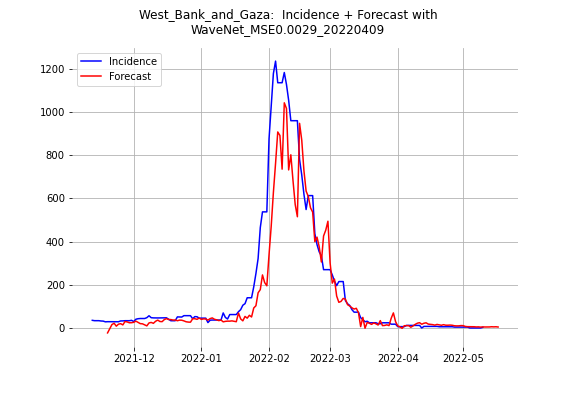 West_Bank_and_Gaza:  Incidence + Forecast with
WaveNet_MSE0.0029_20220409
Incidence
Forecast
1200
1000
800
600
400
200
0
2021-12 2022-01 2022-02 2022-03 2022-04 2022-05